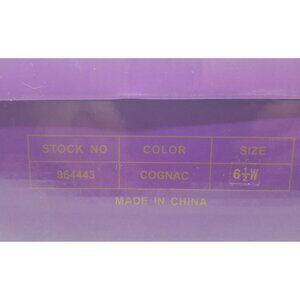 STOCK NO COLOR SIZE
964443 COGNAC 6½W
MADE IN CHINA